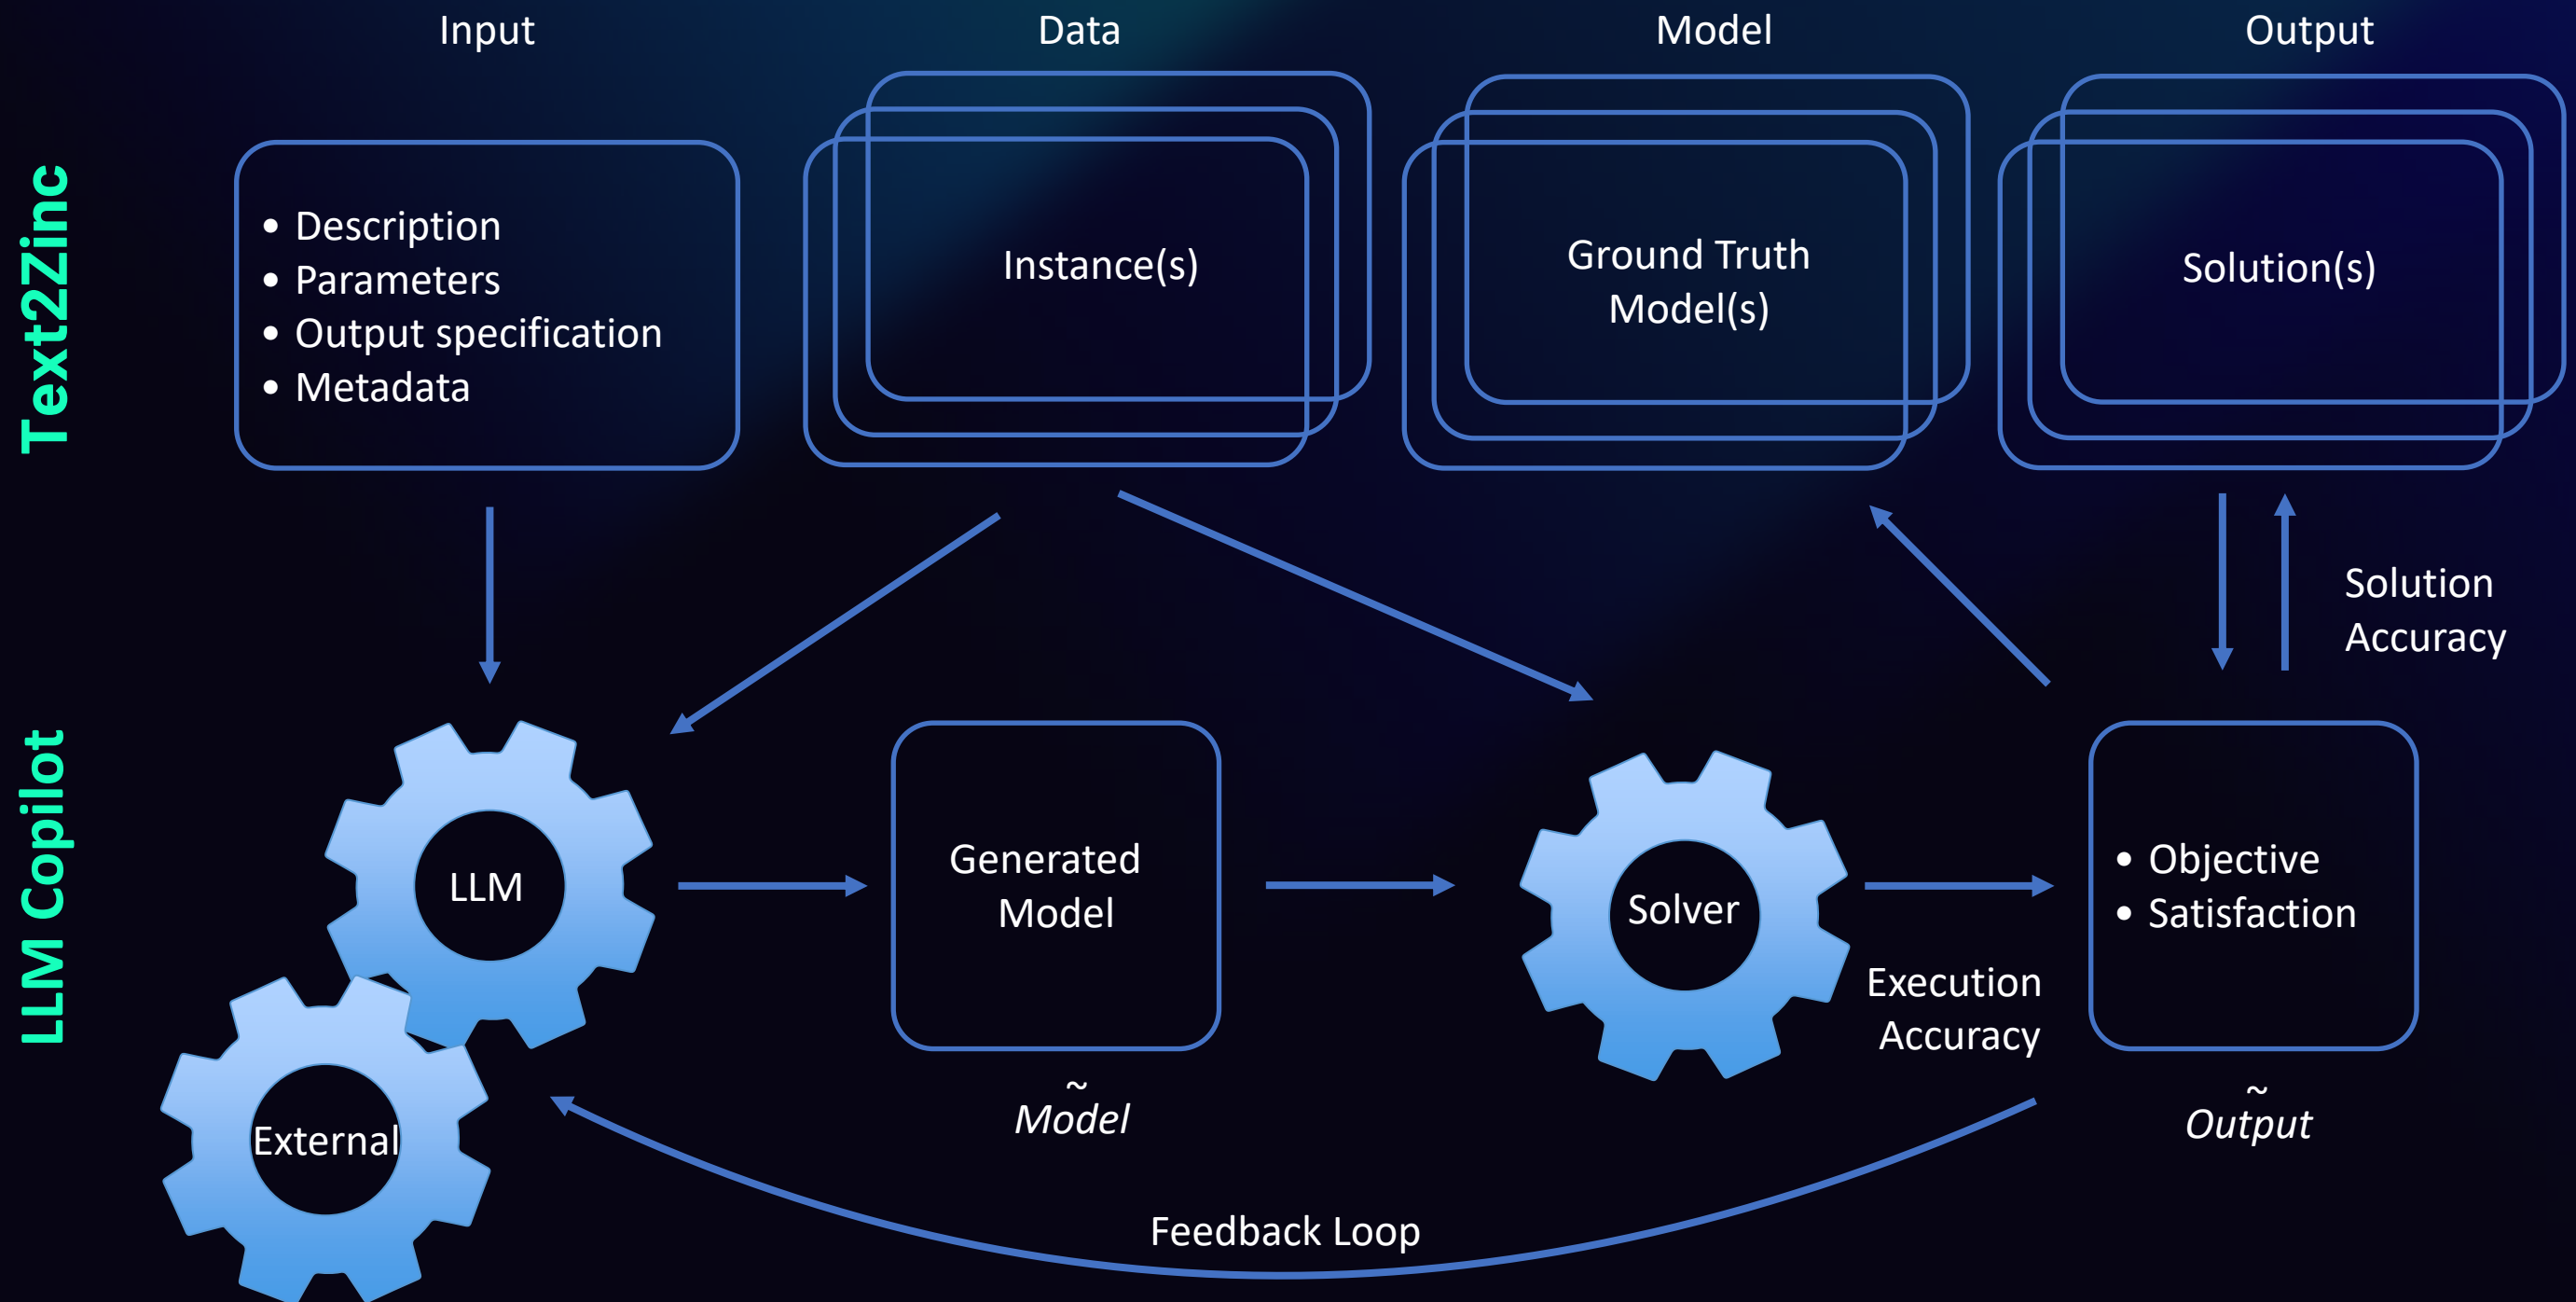 Input
Data
Model
Output
Text2Zinc
• Description
• Parameters
• Output specification
• Metadata
Instance(s)
Ground Truth
Model(s)
Solution(s)
Solution
Accuracy
LLM Copilot
LLM
External
Generated
Model
~
Model
Solver
Execution
Accuracy
• Objective
• Satisfaction
~
Output
Feedback Loop